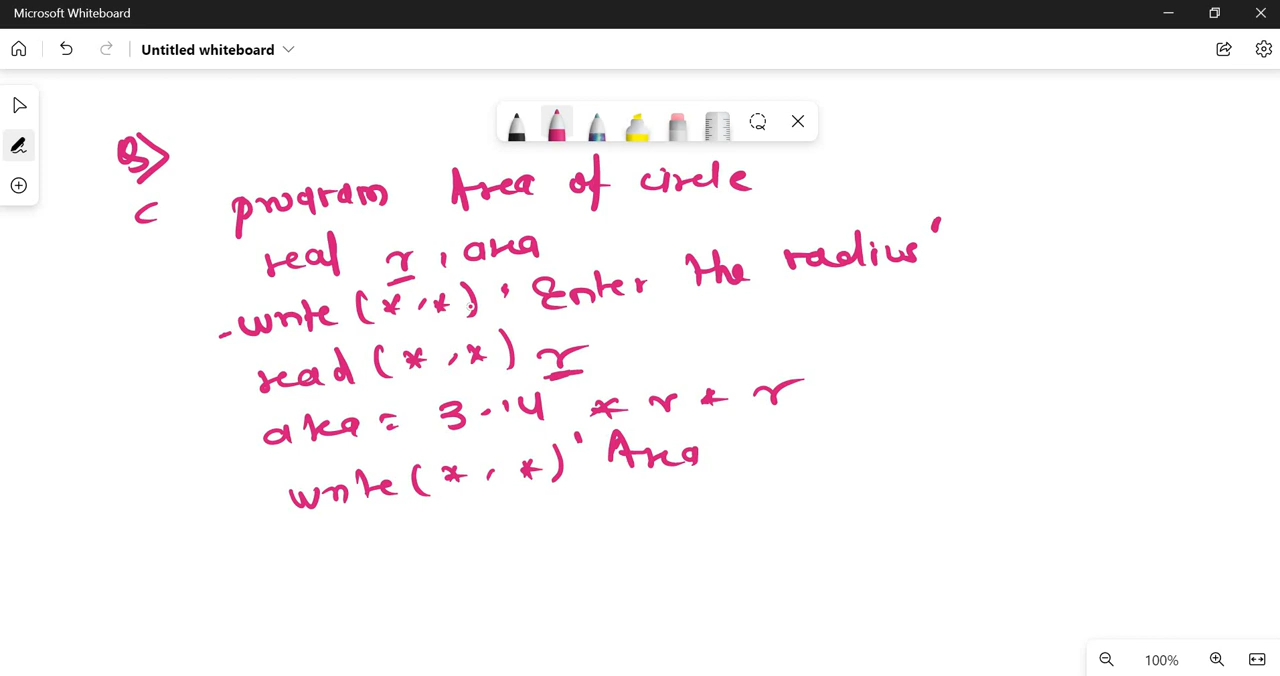 Microsoft Whiteboard
Untitled whiteboard
Q>
c program Area of circle
real r, area
-write (*,*) ' Enter the radius'
read (*,*) r
area = 3.14 * r * r
write (*,*) ' Area
100%